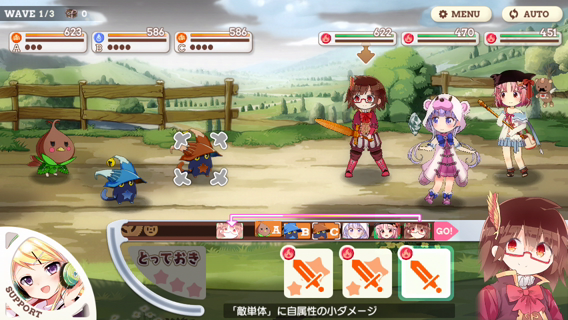 WAVE 1/3 0
MENU
AUTO
623
586
586
622
470
451
A
B
C
A B C GO!
とっておき
SUPPORT
「敵単体」に自属性の小ダメージ